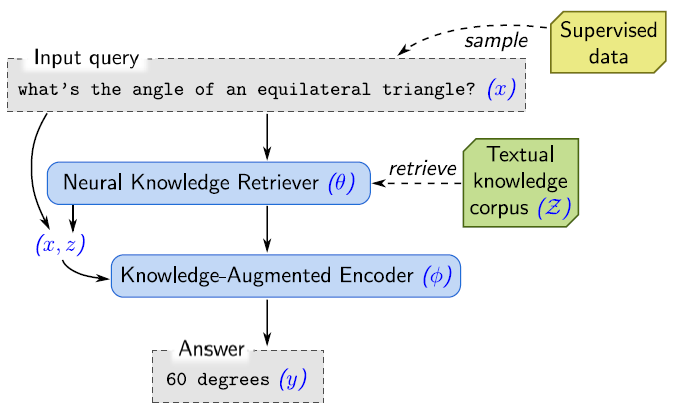 Supervised
data
sample
Input query
what's the angle of an equilateral triangle? (x)
Neural Knowledge Retriever (θ)
retrieve
Textual
knowledge
corpus (𝒵)
(x, z)
Knowledge-Augmented Encoder (ϕ)
Answer
60 degrees (y)